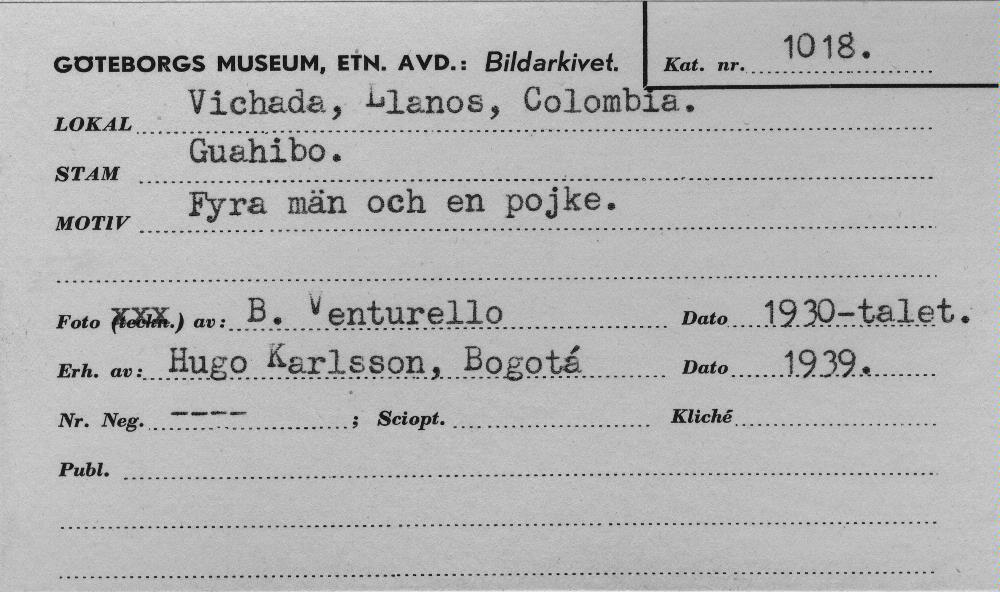 GÖTEBORGS MUSEUM, ETN. AVD.: Bildarkivet.
Kat. nr. 1018.
LOKAL Vichada, Llanos, Colombia.
STAM Guahibo.
MOTIV Fyra män och en pojke.
Foto (teckn.) av: B. Venturello Dato 1930-talet.
Erh. av: Hugo Karlsson, Bogotá Dato 1939.
Nr. Neg. ---- ; Sciopt. Kliché
Publ.